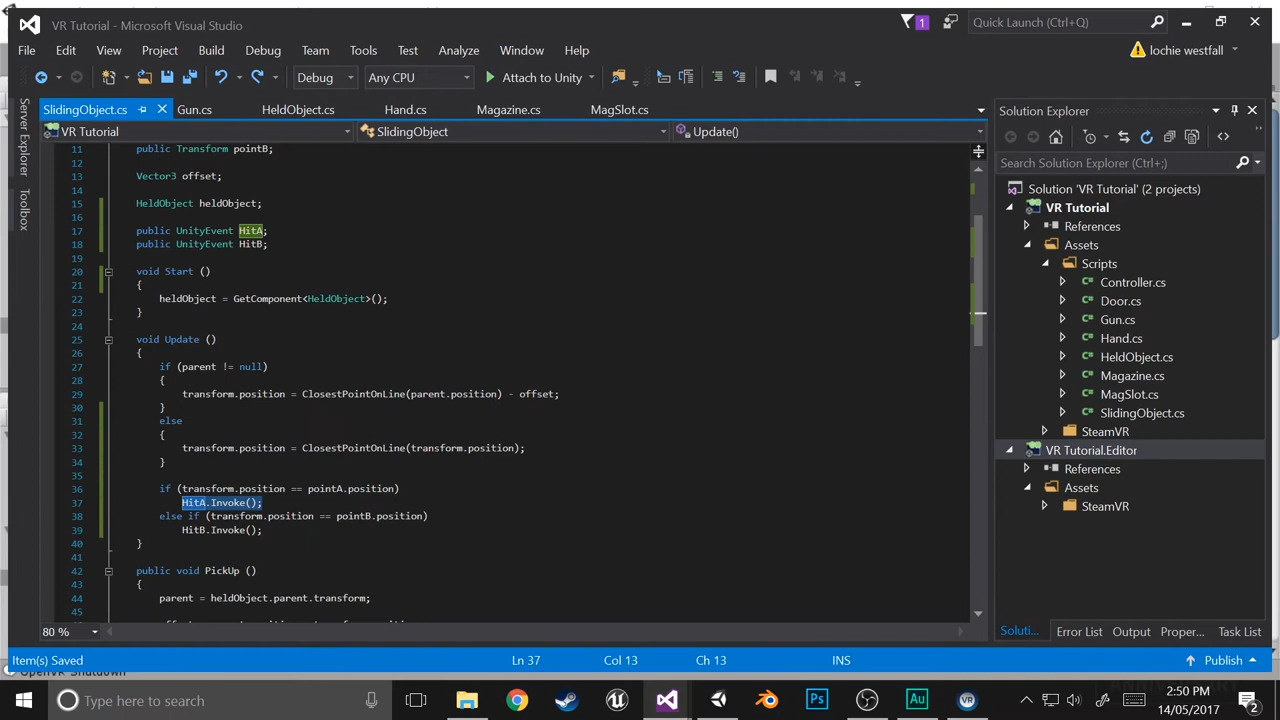 VR Tutorial - Microsoft Visual Studio
1
Quick Launch (Ctrl+Q)
File Edit View Project Build Debug Team Tools Test Analyze Window Help
lochie westfall
Debug Any CPU Attach to Unity
SlidingObject.cs Gun.cs HeldObject.cs Hand.cs Magazine.cs MagSlot.cs
VR Tutorial SlidingObject Update()
Server Explorer
Toolbox
11 public Transform pointB;
12
13 Vector3 offset;
14
15 HeldObject heldObject;
16
17 public UnityEvent HitA;
18 public UnityEvent HitB;
19
20 void Start ()
21 {
22 heldObject = GetComponent<HeldObject>();
23 }
24
25 void Update ()
26 {
27 if (parent != null)
28 {
29 transform.position = ClosestPointOnLine(parent.position) - offset;
30 }
31 else
32 {
33 transform.position = ClosestPointOnLine(transform.position);
34 }
35
36 if (transform.position == pointA.position)
37 HitA.Invoke();
38 else if (transform.position == pointB.position)
39 HitB.Invoke();
40 }
41
42 public void PickUp ()
43 {
44 parent = heldObject.parent.transform;
45
80 %
Solution Explorer
Search Solution Explorer (Ctrl+;)
Solution 'VR Tutorial' (2 projects)
VR Tutorial
References
Assets
Scripts
Controller.cs
Door.cs
Gun.cs
Hand.cs
HeldObject.cs
Magazine.cs
MagSlot.cs
SlidingObject.cs
SteamVR
VR Tutorial.Editor
References
Assets
SteamVR
Soluti... Error List Output Proper... Task List
Item(s) Saved Ln 37 Col 13 Ch 13 INS Publish
OpenVR Shutdown
Type here to search
2:50 PM
14/05/2017
2